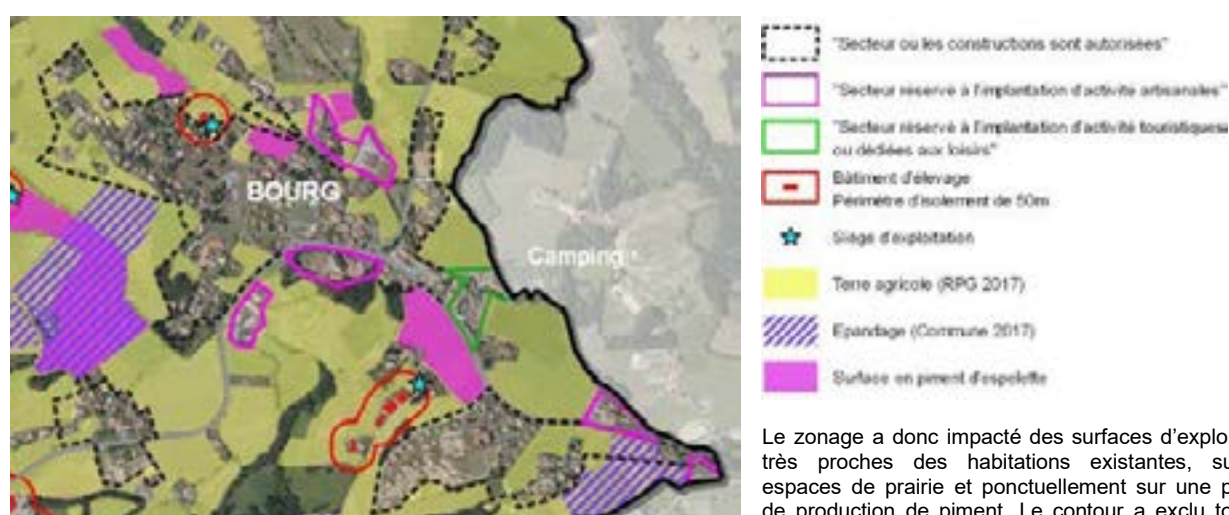 BOURG
Camping
"Secteur ou les constructions sont autorisées"
"Secteur réservé à l'implantation d'activité artisanales"
"Secteur réservé à l'implantation d'activité touristiques
ou dédiées aux loisirs"
Bâtiment d'élevage
Périmètre d'isolement de 50m
Siège d'exploitation
Terre agricole (RPG 2017)
Epandage (Commune 2017)
Surface en piment d'espelette
Le zonage a donc impacté des surfaces d'explo
très proches des habitations existantes, su
espaces de prairie et ponctuellement sur une p
de production de piment. Le contour a exclu to